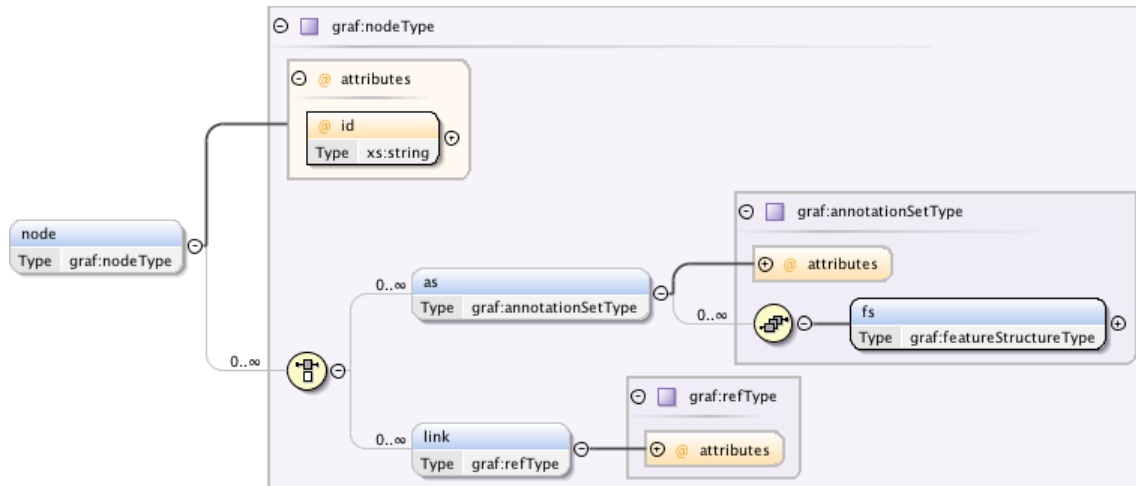 graf:nodeType
@ attributes
@ id
Type xs:string
node
Type graf:nodeType
graf:annotationSetType
@ attributes
0..∞ as
Type graf:annotationSetType
0..∞
fs
Type graf:featureStructureType
0..∞
graf:refType
0..∞ link
Type graf:refType
@ attributes